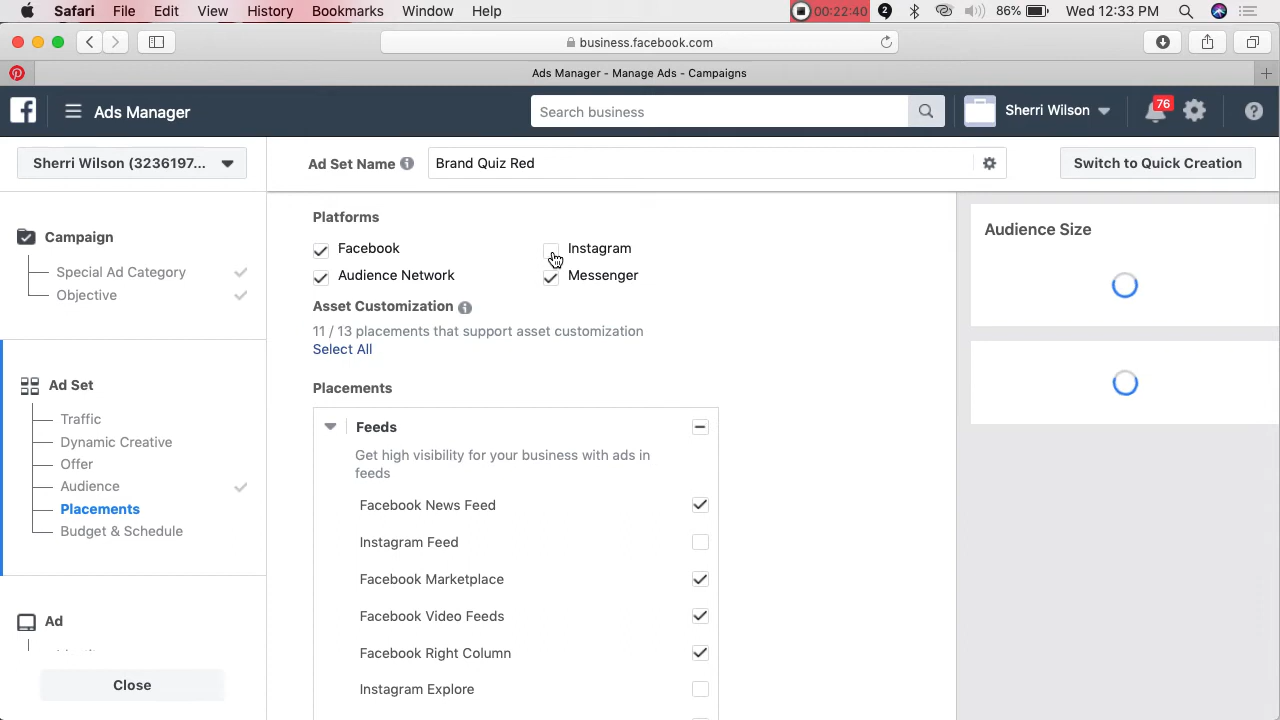 Safari File Edit View History Bookmarks Window Help 00:22:40 2 86% Wed 12:33 PM
business.facebook.com
Ads Manager - Manage Ads - Campaigns
Ads Manager Search business Sherri Wilson 76
Sherri Wilson (3236197... Ad Set Name Brand Quiz Red Switch to Quick Creation
Campaign
Special Ad Category
Objective
Ad Set
Traffic
Dynamic Creative
Offer
Audience
Placements
Budget & Schedule
Ad
Close
Platforms
Facebook Instagram
Audience Network Messenger
Asset Customization
11 / 13 placements that support asset customization
Select All
Placements
Feeds
Get high visibility for your business with ads in
feeds
Facebook News Feed
Instagram Feed
Facebook Marketplace
Facebook Video Feeds
Facebook Right Column
Instagram Explore
Audience Size